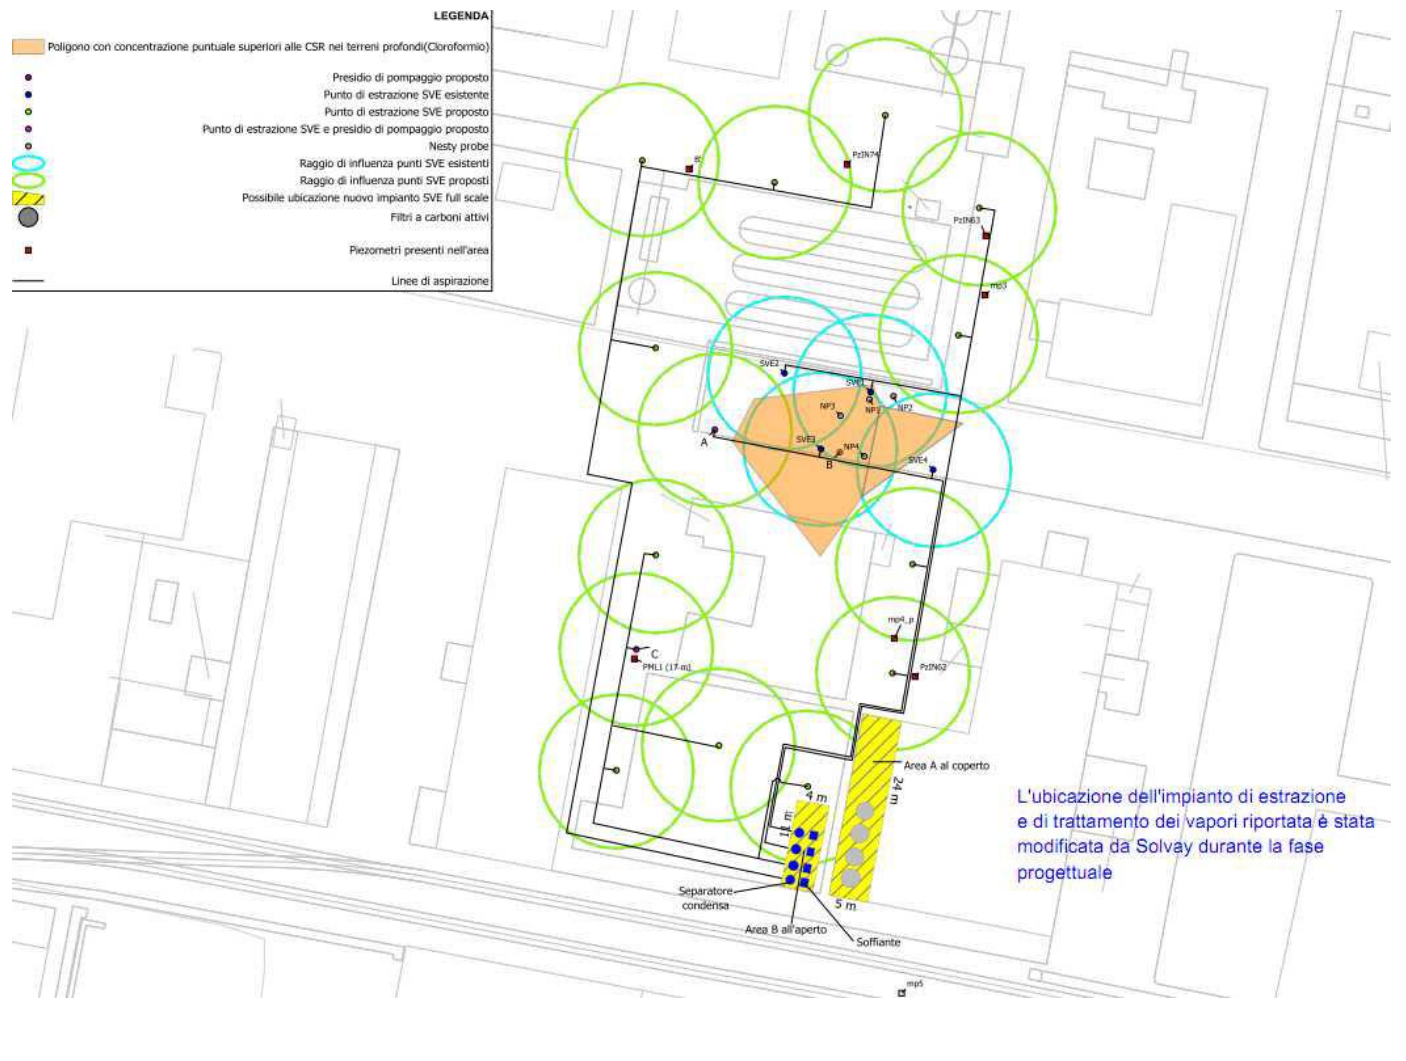 LEGENDA
Poligono con concentrazione puntuale superiori alle CSR nei terreni profondi(Cloroformio)
Presidio di pompaggio proposto
Punto di estrazione SVE esistente
Punto di estrazione SVE proposto
Punto di estrazione SVE e presidio di pompaggio proposto
Nesty probe
Raggio di influenza punti SVE esistenti
Raggio di influenza punti SVE proposti
Possibile ubicazione nuovo impianto SVE full scale
Filtri a carboni attivi
Piezometri presenti nell'area
Linee di aspirazione
PzIN74
PzIN63
mp3
SVE2
SVE1
NP3
NP1
NP2
A
SVE3
NP4
B
SVE4
mp4_p
C
PML1 (17-m)
PzIN62
Area A al coperto
24 m
4 m
11 m
L'ubicazione dell'impianto di estrazione
e di trattamento dei vapori riportata è stata
modificata da Solvay durante la fase
progettuale
Separatore
condensa
5 m
Area B all'aperto
Soffiante
mp5